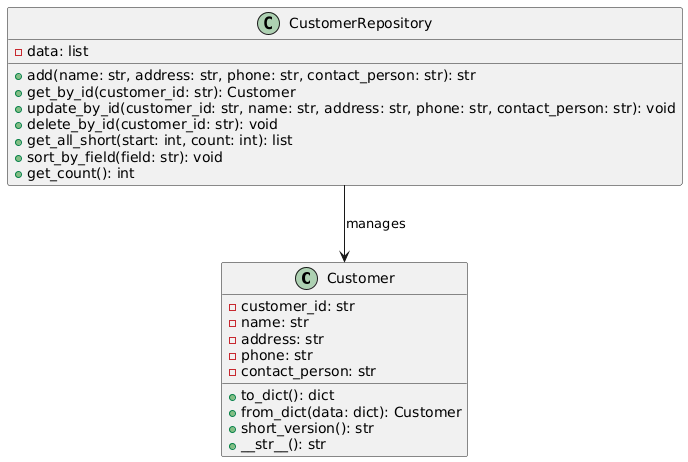 C CustomerRepository
data: list
add(name: str, address: str, phone: str, contact_person: str): str
get_by_id(customer_id: str): Customer
update_by_id(customer_id: str, name: str, address: str, phone: str, contact_person: str): void
delete_by_id(customer_id: str): void
get_all_short(start: int, count: int): list
sort_by_field(field: str): void
get_count(): int
manages
C Customer
customer_id: str
name: str
address: str
phone: str
contact_person: str
to_dict(): dict
from_dict(data: dict): Customer
short_version(): str
__str__(): str